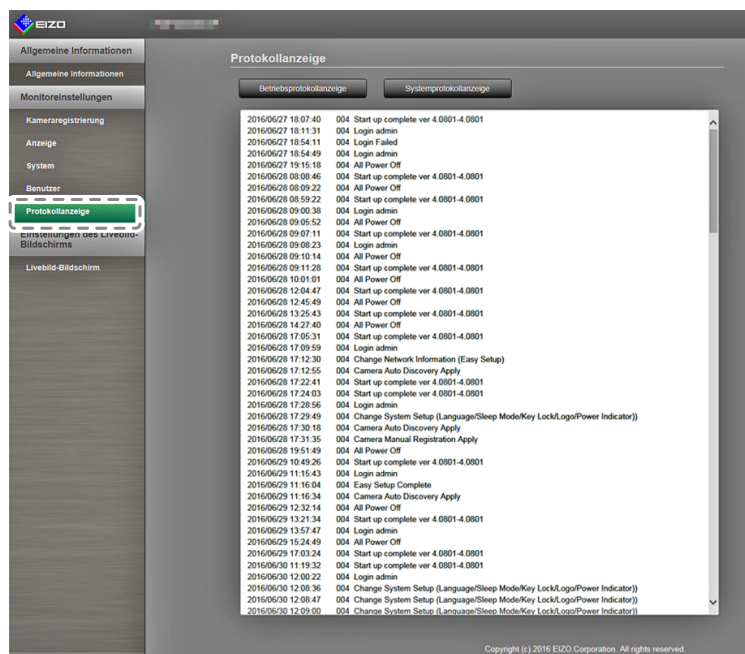 EIZO
Allgemeine Informationen
Allgemeine Informationen
Monitoreinstellungen
Kameraregistrierung
Anzeige
System
Benutzer
Protokollanzeige
Einstellungen des Livebild-
Bildschirms
Livebild-Bildschirm
Protokollanzeige
Betriebsprotokollanzeige
Systemprotokollanzeige
2016/06/27 18:07:40 004 Start up complete ver 4.0801-4.0801
2016/06/27 18:11:31 004 Login admin
2016/06/27 18:54:11 004 Login Failed
2016/06/27 18:54:49 004 Login admin
2016/06/27 19:15:18 004 All Power Off
2016/06/28 08:08:46 004 Start up complete ver 4.0801-4.0801
2016/06/28 08:09:22 004 All Power Off
2016/06/28 08:59:22 004 Start up complete ver 4.0801-4.0801
2016/06/28 09:00:38 004 Login admin
2016/06/28 09:05:52 004 All Power Off
2016/06/28 09:07:11 004 Start up complete ver 4.0801-4.0801
2016/06/28 09:08:23 004 Login admin
2016/06/28 09:10:14 004 All Power Off
2016/06/28 09:11:28 004 Start up complete ver 4.0801-4.0801
2016/06/28 10:01:01 004 All Power Off
2016/06/28 12:04:47 004 Start up complete ver 4.0801-4.0801
2016/06/28 12:45:49 004 All Power Off
2016/06/28 13:25:43 004 Start up complete ver 4.0801-4.0801
2016/06/28 14:27:40 004 All Power Off
2016/06/28 17:05:31 004 Start up complete ver 4.0801-4.0801
2016/06/28 17:09:59 004 Login admin
2016/06/28 17:12:30 004 Change Network Information (Easy Setup)
2016/06/28 17:12:55 004 Camera Auto Discovery Apply
2016/06/28 17:22:41 004 Start up complete ver 4.0801-4.0801
2016/06/28 17:24:03 004 Start up complete ver 4.0801-4.0801
2016/06/28 17:28:56 004 Login admin
2016/06/28 17:29:49 004 Change System Setup (Language/Sleep Mode/Key Lock/Logo/Power Indicator))
2016/06/28 17:30:18 004 Camera Auto Discovery Apply
2016/06/28 17:31:35 004 Camera Manual Registration Apply
2016/06/28 19:51:49 004 All Power Off
2016/06/29 10:49:26 004 Start up complete ver 4.0801-4.0801
2016/06/29 11:15:43 004 Login admin
2016/06/29 11:16:04 004 Easy Setup Complete
2016/06/29 11:16:34 004 Camera Auto Discovery Apply
2016/06/29 12:32:14 004 All Power Off
2016/06/29 13:21:34 004 Start up complete ver 4.0801-4.0801
2016/06/29 13:57:47 004 Login admin
2016/06/29 15:24:49 004 All Power Off
2016/06/29 17:03:24 004 Start up complete ver 4.0801-4.0801
2016/06/30 11:19:32 004 Start up complete ver 4.0801-4.0801
2016/06/30 12:00:22 004 Login admin
2016/06/30 12:08:36 004 Change System Setup (Language/Sleep Mode/Key Lock/Logo/Power Indicator))
2016/06/30 12:08:47 004 Change System Setup (Language/Sleep Mode/Key Lock/Logo/Power Indicator))
2016/06/30 12:09:00 004 Change System Setup (Language/Sleep Mode/Key Lock/Logo/Power Indicator))
Copyright (c) 2016 EIZO Corporation. All rights reserved.